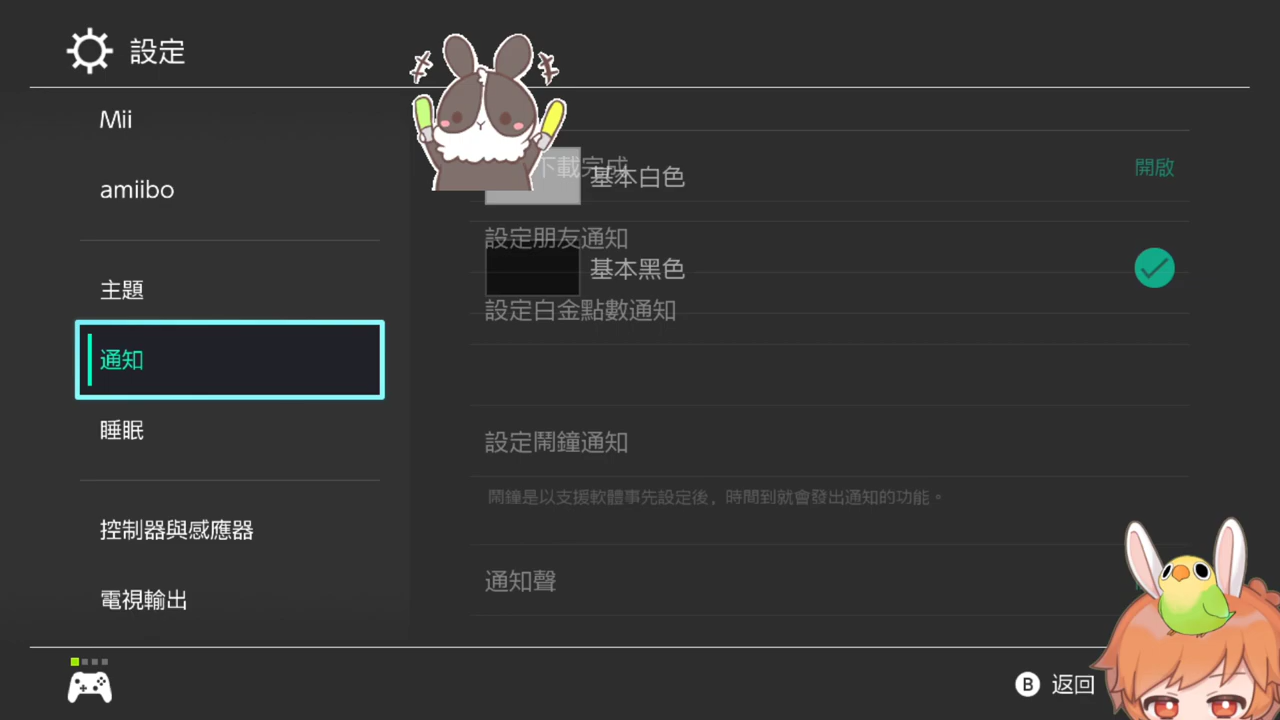 設定
Mii
amiibo
主題
通知
睡眠
控制器與感應器
電視輸出
下載完成
開啟
基本白色
設定朋友通知
基本黑色
設定白金點數通知
設定鬧鐘通知
鬧鐘是以支援軟體事先設定後，時間到就會發出通知的功能。
通知聲
B 返回